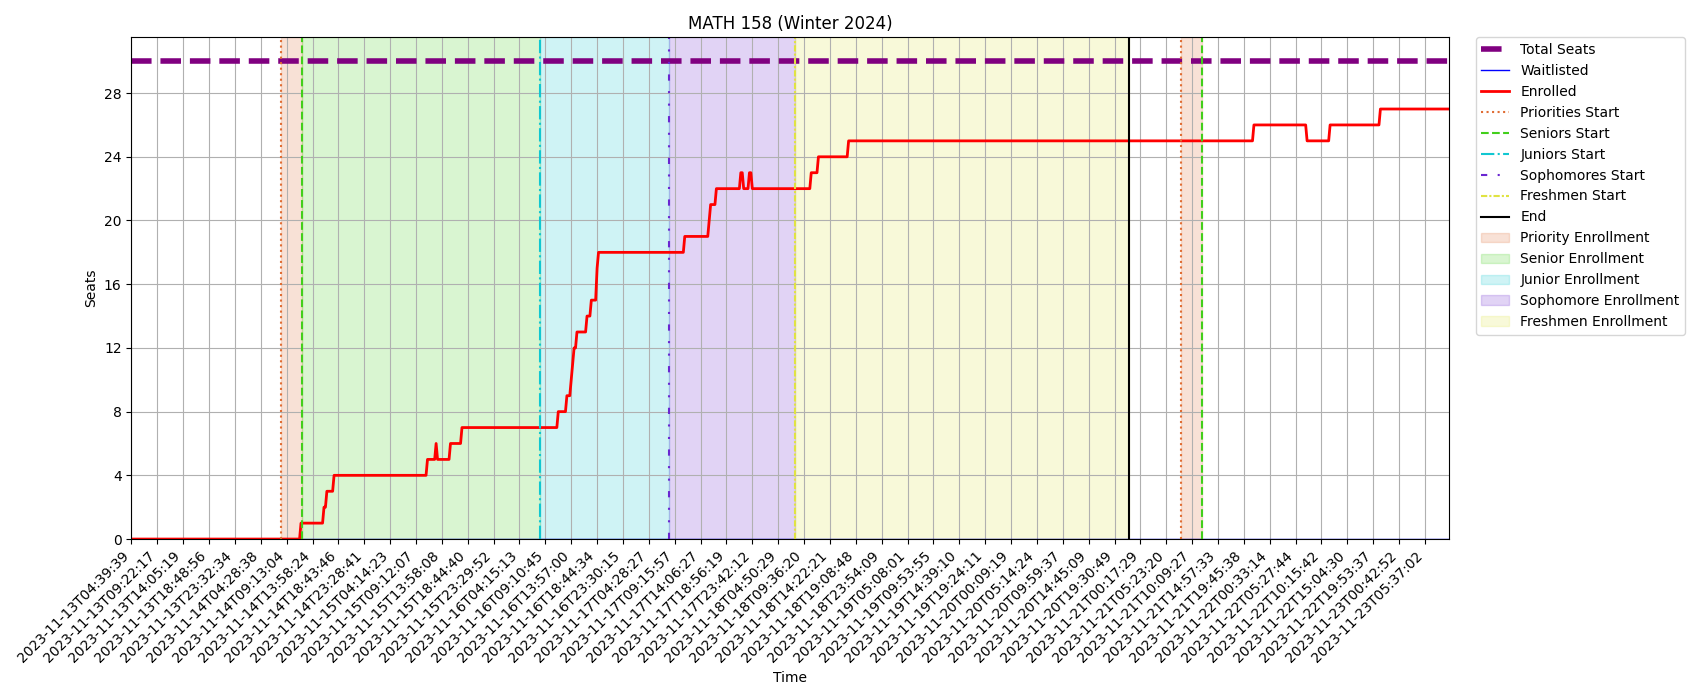 MATH 158 (Winter 2024)
Seats
28
24
20
16
12
8
4
0
2023-11-13T04:39:39
2023-11-13T09:22:17
2023-11-13T14:05:19
2023-11-13T18:48:56
2023-11-13T23:32:34
2023-11-14T04:28:38
2023-11-14T09:13:04
2023-11-14T13:58:24
2023-11-14T18:43:46
2023-11-14T23:28:41
2023-11-15T04:14:23
2023-11-15T09:12:07
2023-11-15T13:58:08
2023-11-15T18:44:40
2023-11-15T23:29:52
2023-11-16T04:15:13
2023-11-16T09:10:45
2023-11-16T13:57:00
2023-11-16T18:44:34
2023-11-16T23:30:15
2023-11-17T04:28:27
2023-11-17T09:15:57
2023-11-17T14:06:27
2023-11-17T18:56:19
2023-11-17T23:42:12
2023-11-18T04:50:29
2023-11-18T09:36:20
2023-11-18T14:22:21
2023-11-18T19:08:48
2023-11-18T23:54:09
2023-11-19T05:08:01
2023-11-19T09:53:55
2023-11-19T14:39:10
2023-11-19T19:24:11
2023-11-20T00:09:19
2023-11-20T05:14:24
2023-11-20T09:59:37
2023-11-20T14:45:09
2023-11-20T19:30:49
2023-11-21T00:17:29
2023-11-21T05:23:20
2023-11-21T10:09:27
2023-11-21T14:57:33
2023-11-21T19:45:38
2023-11-22T00:33:14
2023-11-22T05:27:44
2023-11-22T10:15:42
2023-11-22T15:04:30
2023-11-22T19:53:37
2023-11-23T00:42:52
2023-11-23T05:37:02
Time
Total Seats
Waitlisted
Enrolled
Priorities Start
Seniors Start
Juniors Start
Sophomores Start
Freshmen Start
End
Priority Enrollment
Senior Enrollment
Junior Enrollment
Sophomore Enrollment
Freshmen Enrollment